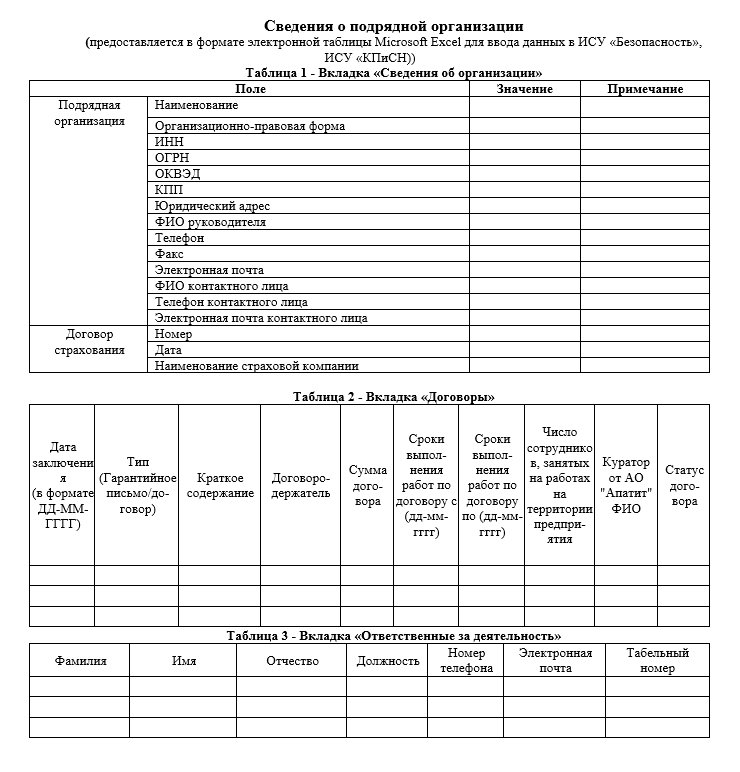 Сведения о подрядной организации
(предоставляется в формате электронной таблицы Microsoft Excel для ввода данных в ИСУ «Безопасность»,
ИСУ «КПиСН))
Таблица 1 - Вкладка «Сведения об организации»
Поле Значение Примечание
Подрядная организация
Наименование
Организационно-правовая форма
ИНН
ОГРН
ОКВЭД
КПП
Юридический адрес
ФИО руководителя
Телефон
Факс
Электронная почта
ФИО контактного лица
Телефон контактного лица
Электронная почта контактного лица
Договор страхования
Номер
Дата
Наименование страховой компании
Таблица 2 - Вкладка «Договоры»
Дата
заключени
я
(в формате
ДД-ММ-
ГГГГ)
Тип
(Гарантийное
письмо/до-
говор)
Краткое
содержание
Договоро-
держатель
Сумма
дого-
вора
Сроки
выпол-
нения
работ по
договору с
(дд-мм-
гггг)
Сроки
выпол-
нения
работ по
договору
по (дд-мм-
гггг)
Число
сотруднико
в, занятых
на работах
на
территории
предпри-
ятия
Куратор
от АО
"Апатит"
ФИО
Статус
дого-
вора
Таблица 3 - Вкладка «Ответственные за деятельность»
Фамилия
Имя
Отчество
Должность
Номер
телефона
Электронная
почта
Табельный
номер